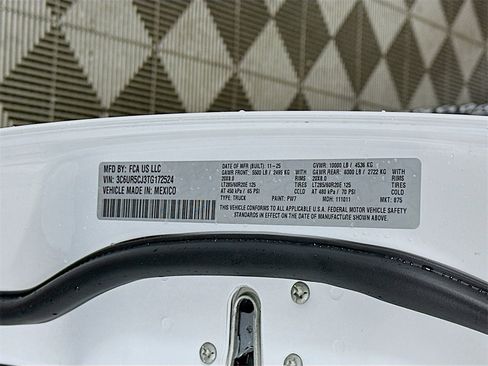 MFD BY: FCA US LLC
VIN: 3C6UR5CJ3TG172524
VEHICLE MADE IN: MEXICO
DATE OF MFR (BUILT): 11-25 GVWR: 10000 LB / 4536 KG
GAWR FRONT: 5500 LB / 2495 KG WITH GAWR REAR: 6000 LB / 2722 KG WITH
20X8.0 RIMS 20X8.0 RIMS
LT285/60R20E 125 TIRES LT285/60R20E 125 TIRES
AT 450 kPa / 65 PSI COLD AT 480 kPa / 70 PSI COLD
TYPE: TRUCK PAINT: PW7 MDH: 111011 MKT: 875
THIS VEHICLE CONFORMS TO ALL APPLICABLE U.S.A. FEDERAL MOTOR VEHICLE SAFETY
STANDARDS IN EFFECT ON THE DATE OF MANUFACTURE SHOWN ABOVE